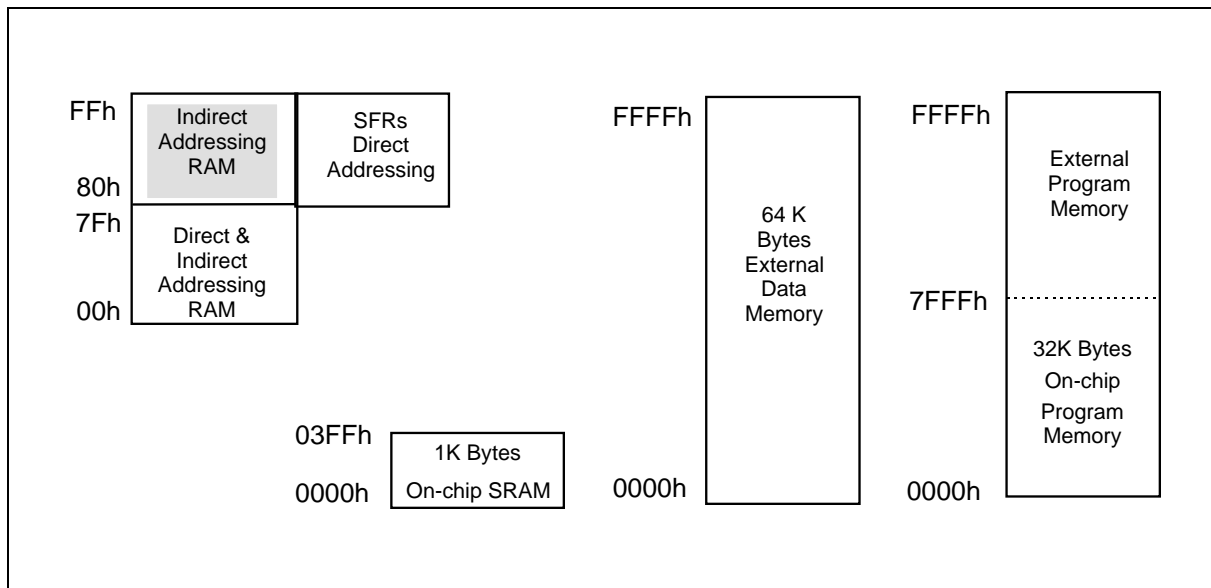 FFh
Indirect
Addressing
RAM
80h
SFRs
Direct
Addressing
7Fh
Direct &
Indirect
Addressing
RAM
00h
03FFh
1K Bytes
On-chip SRAM
0000h
FFFFh
64 K
Bytes
External
Data
Memory
0000h
FFFFh
External
Program
Memory
7FFFh
32K Bytes
On-chip
Program
Memory
0000h